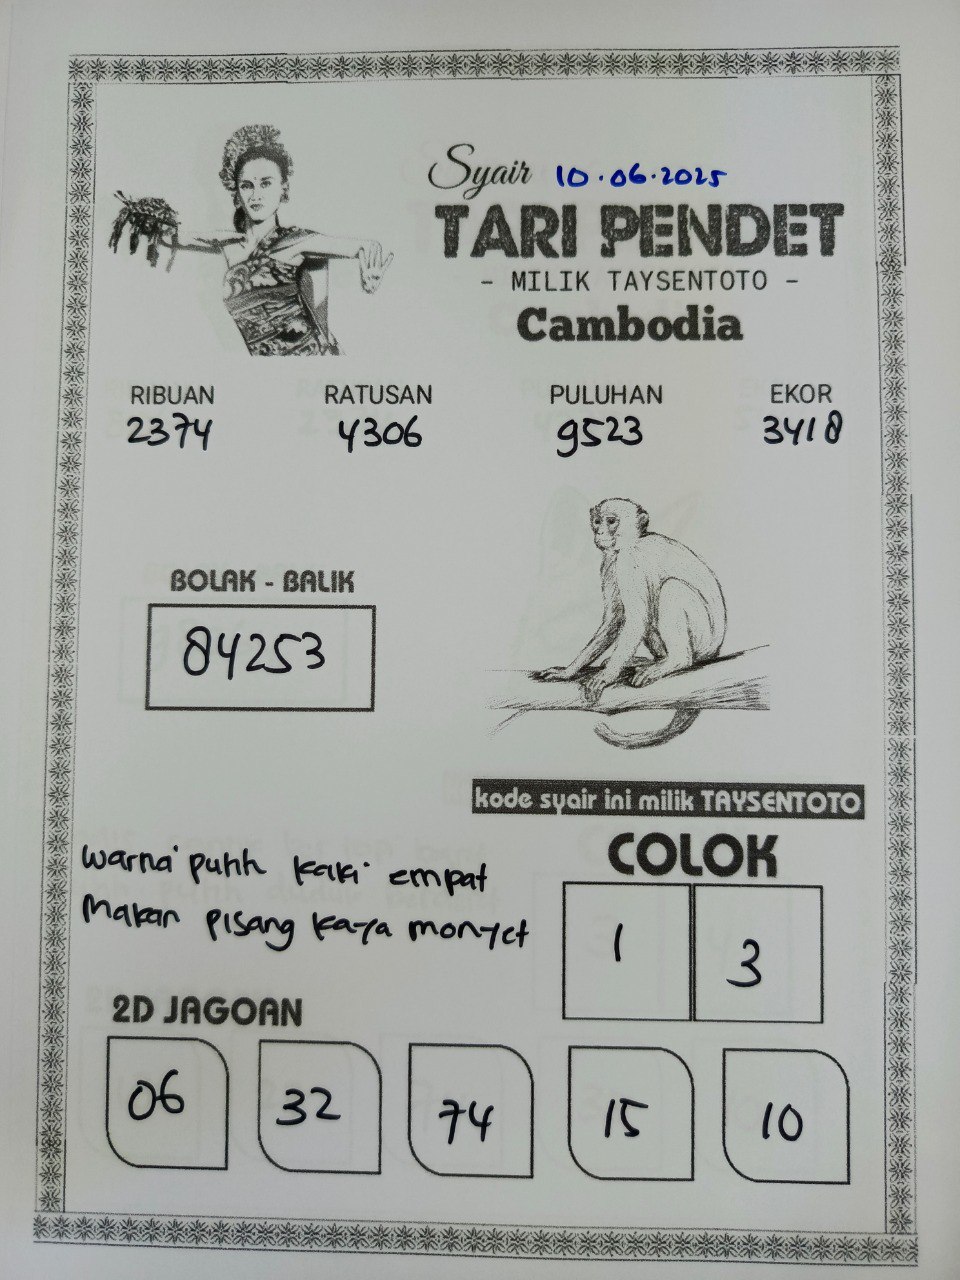 Syair 10.06.2025
TARI PENDET
- MILIK TAYSENTOTO -
Cambodia
RIBUAN RATUSAN PULUHAN EKOR
2374 4306 9523 3418
BOLAK - BALIK
84253
kode syair ini milik TAYSENTOTO
COLOK
1 3
warna putih kaki empat
Makan pisang kaya monyet
2D JAGOAN
06 32 74 15 10